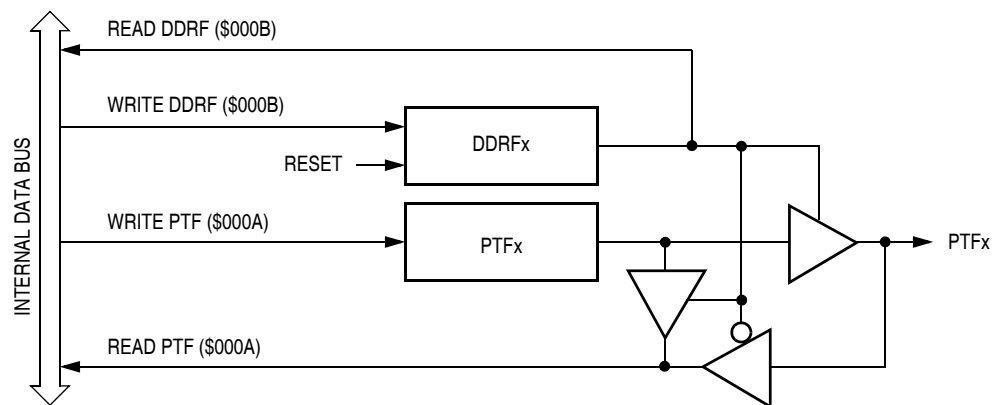 READ DDRF ($000B)
WRITE DDRF ($000B)
DDRFx
RESET
INTERNAL DATA BUS
WRITE PTF ($000A)
PTFx
PTFx
READ PTF ($000A)